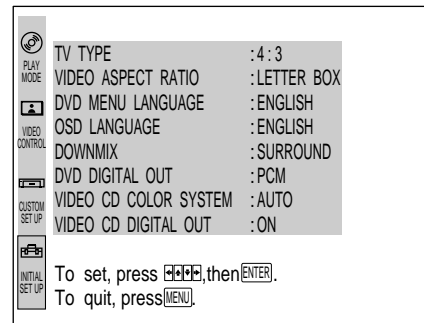 PLAY
MODE
VIDEO
CONTROL
CUSTOM
SET UP
INITIAL
SET UP
TV TYPE :4:3
VIDEO ASPECT RATIO :LETTER BOX
DVD MENU LANGUAGE :ENGLISH
OSD LANGUAGE :ENGLISH
DOWNMIX :SURROUND
DVD DIGITAL OUT :PCM
VIDEO CD COLOR SYSTEM :AUTO
VIDEO CD DIGITAL OUT :ON
To set, press ,then ENTER.
To quit, press MENU.